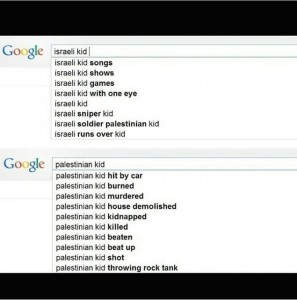 Google israeli kid
israeli kid songs
israeli kid shows
israeli kid games
israeli kid with one eye
israeli kid
israeli sniper kid
israeli soldier palestinian kid
israeli runs over kid
Google palestinian kid
palestinian kid hit by car
palestinian kid burned
palestinian kid murdered
palestinian kid house demolished
palestinian kid kidnapped
palestinian kid killed
palestinian kid beaten
palestinian kid beat up
palestinian kid shot
palestinian kid throwing rock tank